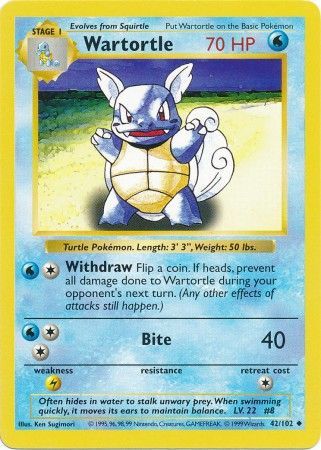 Evolves from Squirtle
Put Wartortle on the Basic Pokémon
STAGE 1
Wartortle
70 HP
Turtle Pokémon. Length: 3' 3", Weight: 50 lbs.
Withdraw Flip a coin. If heads, prevent
all damage done to Wartortle during your
opponent's next turn. (Any other effects of
attacks still happen.)
Bite 40
weakness
resistance
retreat cost
Often hides in water to stalk unwary prey. When swimming
quickly, it moves its ears to maintain balance. LV. 22 #8
Illus. Ken Sugimori
© 1995, 96, 98, 99 Nintendo, Creatures, GAMEFREAK. © 1999 Wizards.
42/102